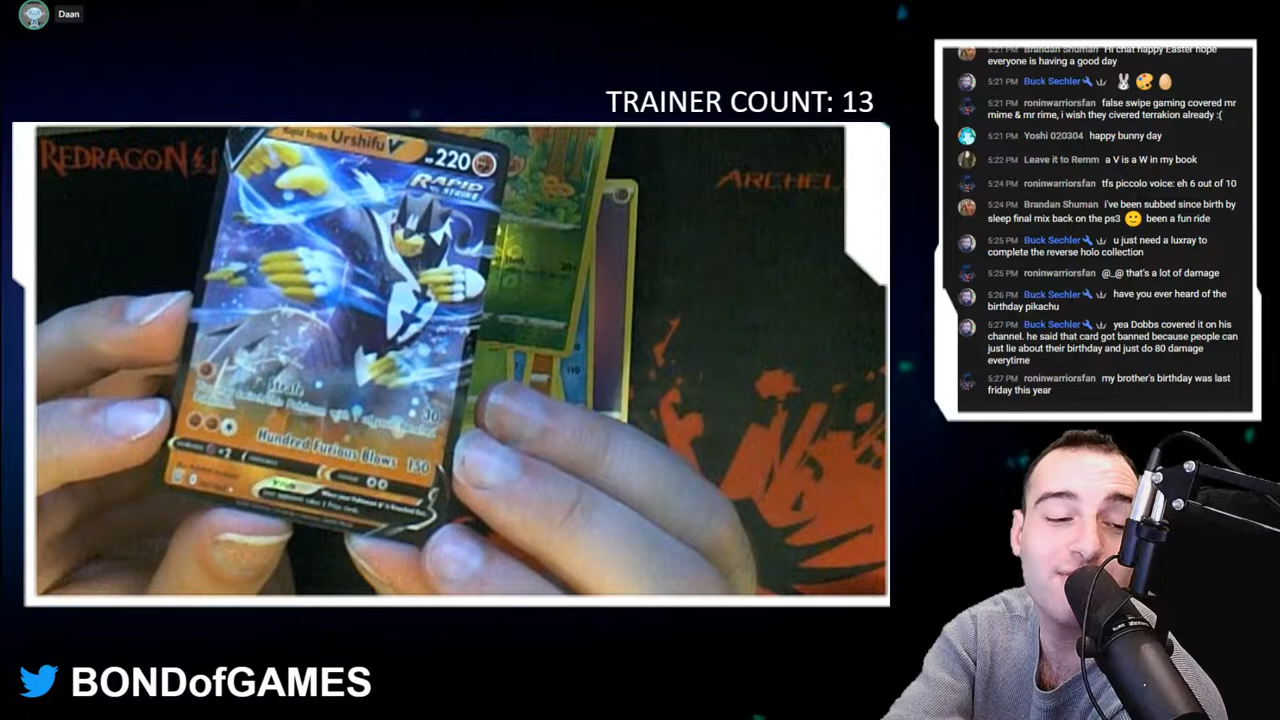 Daan
TRAINER COUNT: 13
REDRAGON
ARCHEL
Rapid Strike Urshifu V
220
RAPID
STRIKE
Strafe
30
Hundred Furious Blows 150
×2
BONDofGAMES
5:21 PM Brandan Shuman Hi chat happy Easter hope
everyone is having a good day
5:21 PM Buck Sechler 🐰 🎨 🥚
5:21 PM roninwarriorsfan false swipe gaming covered mr
mime & mr rime, i wish they civered terrakion already :(
5:21 PM Yoshi 020304 happy bunny day
5:22 PM Leave it to Remm a V is a W in my book
5:24 PM roninwarriorsfan tfs piccolo voice: eh 6 out of 10
5:24 PM Brandan Shuman i've been subbed since birth by
sleep final mix back on the ps3 🙂 been a fun ride
5:25 PM Buck Sechler u just need a luxray to
complete the reverse holo collection
5:25 PM roninwarriorsfan @_@ that's a lot of damage
5:26 PM Buck Sechler have you ever heard of the
birthday pikachu
5:27 PM Buck Sechler yea Dobbs covered it on his
channel. he said that card got banned because people can
just lie about their birthday and just do 80 damage
everytime
5:27 PM roninwarriorsfan my brother's birthday was last
friday this year